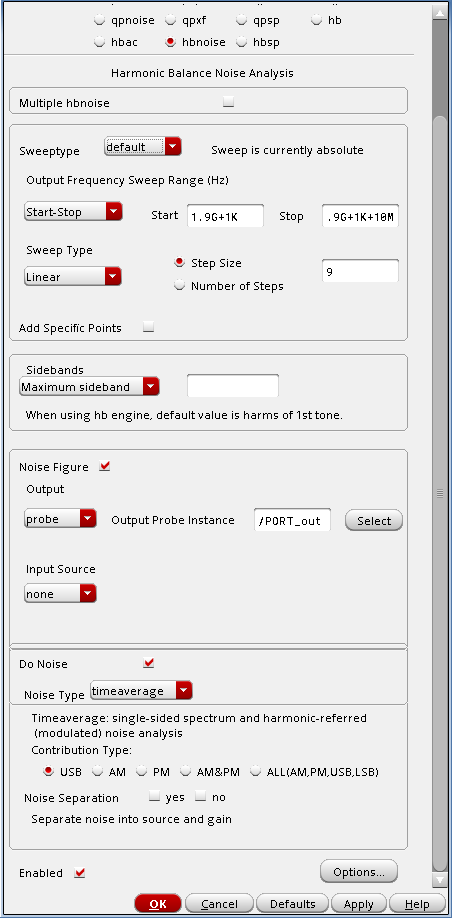 qpnoise qpxf qpsp hb
hbac hbnoise hbsp
Harmonic Balance Noise Analysis
Multiple hbnoise
Sweeptype default Sweep is currently absolute
Output Frequency Sweep Range (Hz)
Start-Stop Start 1.9G+1K Stop .9G+1K+10M
Sweep Type
Linear
Step Size
Number of Steps
9
Add Specific Points
Sidebands
Maximum sideband
When using hb engine, default value is harms of 1st tone.
Noise Figure
Output
probe Output Probe Instance /PORT_out Select
Input Source
none
Do Noise
Noise Type timeaverage
Timeaverage: single-sided spectrum and harmonic-referred
(modulated) noise analysis
Contribution Type:
USB AM PM AM&PM ALL(AM,PM,USB,LSB)
Noise Separation yes no
Separate noise into source and gain
Enabled Options...
OK Cancel Defaults Apply Help